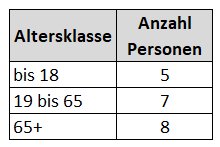 Altersklasse Anzahl Personen
bis 18 5
19 bis 65 7
65+ 8